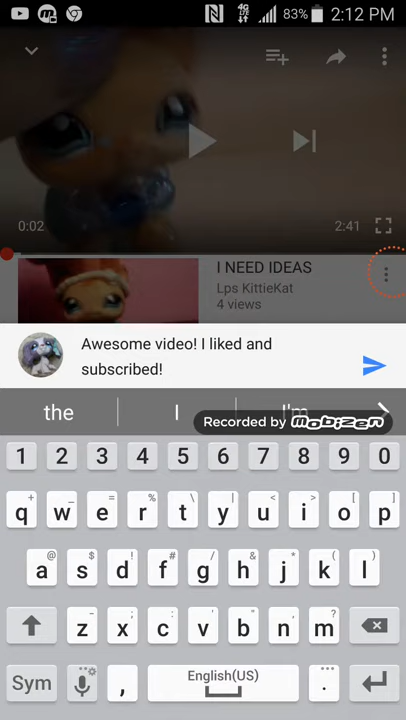 4G 83% 2:12 PM
0:02 2:41
I NEED IDEAS
Lps KittieKat
4 views
Awesome video! I liked and
subscribed!
the I I'm
Recorded by MOBIZEN
1 2 3 4 5 6 7 8 9 0
+ _ = % \ | < > [ ]
q w e r t y u i o p
@ $ ! # / ^ & * ( )
a s d f g h j k l
- ; : ' " ~ ?
z x c v b n m
Sym , English(US) .